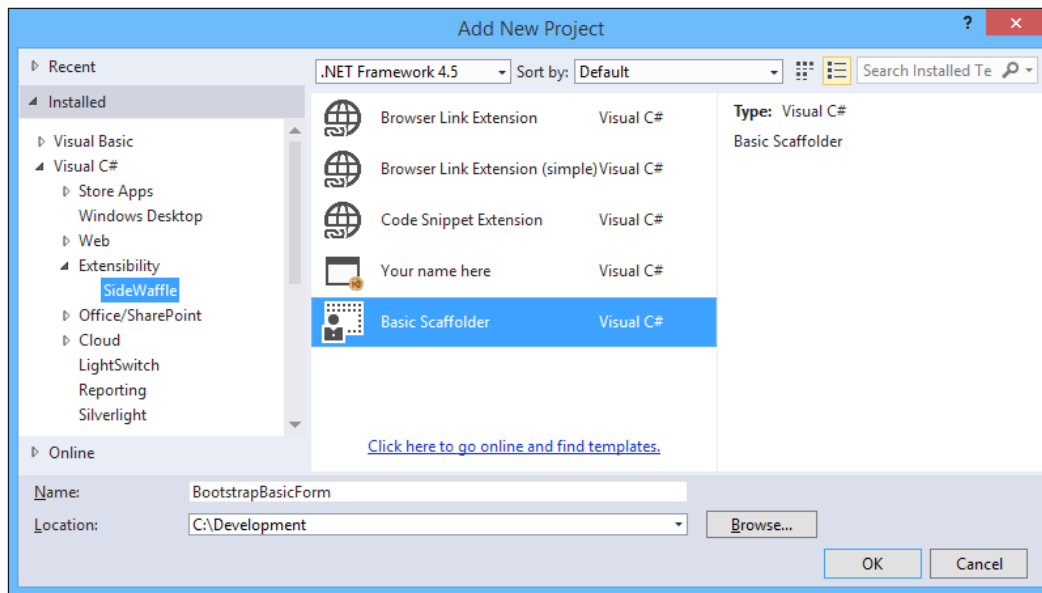 Add New Project
?
Recent
.NET Framework 4.5
Sort by: Default
Search Installed Te
Installed
Visual Basic
Visual C#
Store Apps
Windows Desktop
Web
Extensibility
SideWaffle
Office/SharePoint
Cloud
LightSwitch
Reporting
Silverlight
Online
Browser Link Extension Visual C#
Browser Link Extension (simple) Visual C#
Code Snippet Extension Visual C#
Your name here Visual C#
Basic Scaffolder Visual C#
Click here to go online and find templates.
Type: Visual C#
Basic Scaffolder
Name: BootstrapBasicForm
Location: C:\Development
Browse...
OK
Cancel